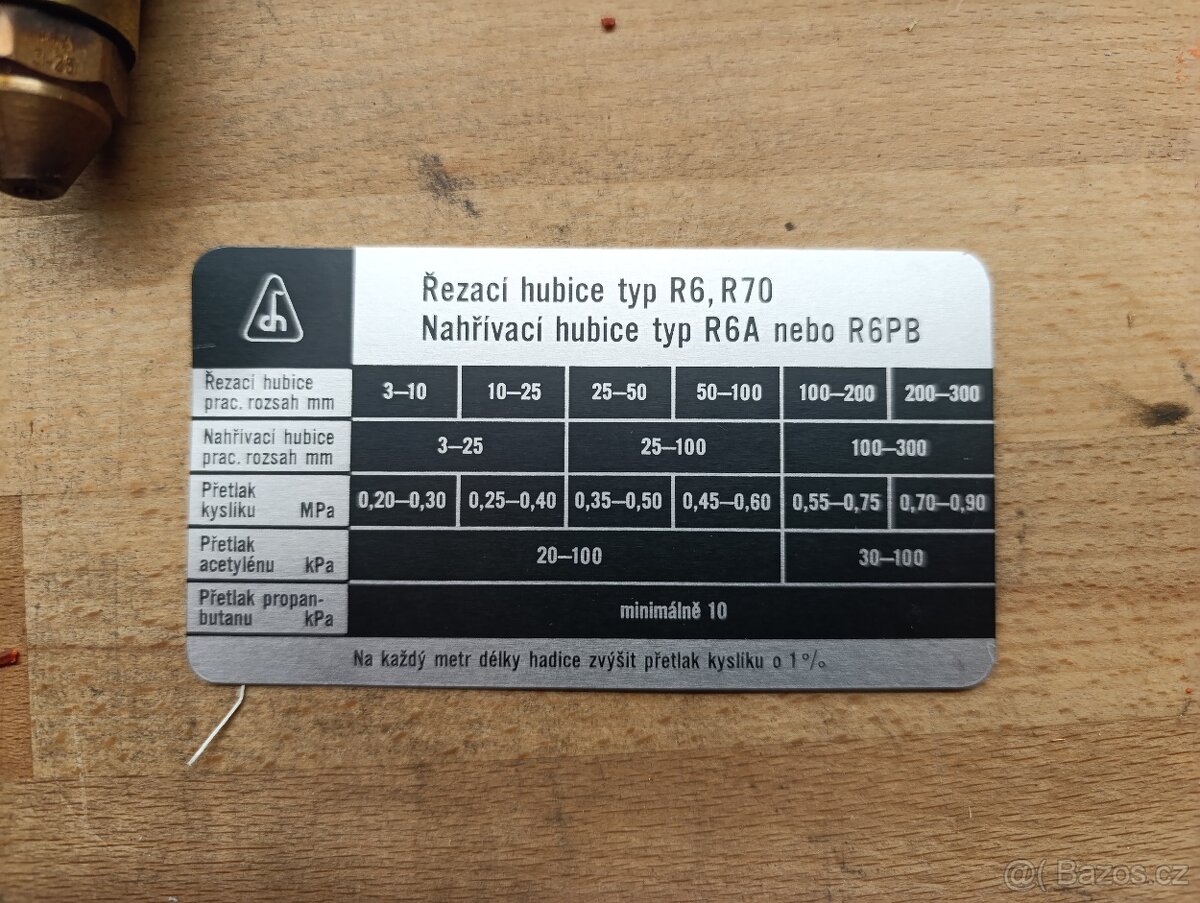 Řezací hubice typ R6, R70
Nahřívací hubice typ R6A nebo R6PB
Řezací hubice
prac. rozsah mm
3–10 10–25 25–50 50–100 100–200 200–300
Nahřívací hubice
prac. rozsah mm
3–25 25–100 100–300
Přetlak
kyslíku MPa
0,20–0,30 0,25–0,40 0,35–0,50 0,45–0,60 0,55–0,75 0,70–0,90
Přetlak
acetylénu kPa
20–100 30–100
Přetlak propan-
butanu kPa
minimálně 10
Na každý metr délky hadice zvýšit přetlak kyslíku o 1 %
@( Bazos.cz